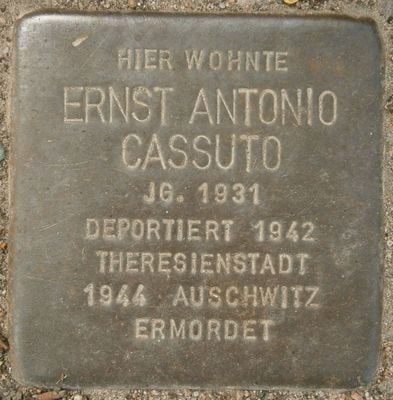 HIER WOHNTE
ERNST ANTONIO
CASSUTO
JG. 1931
DEPORTIERT 1942
THERESIENSTADT
1944 AUSCHWITZ
ERMORDET